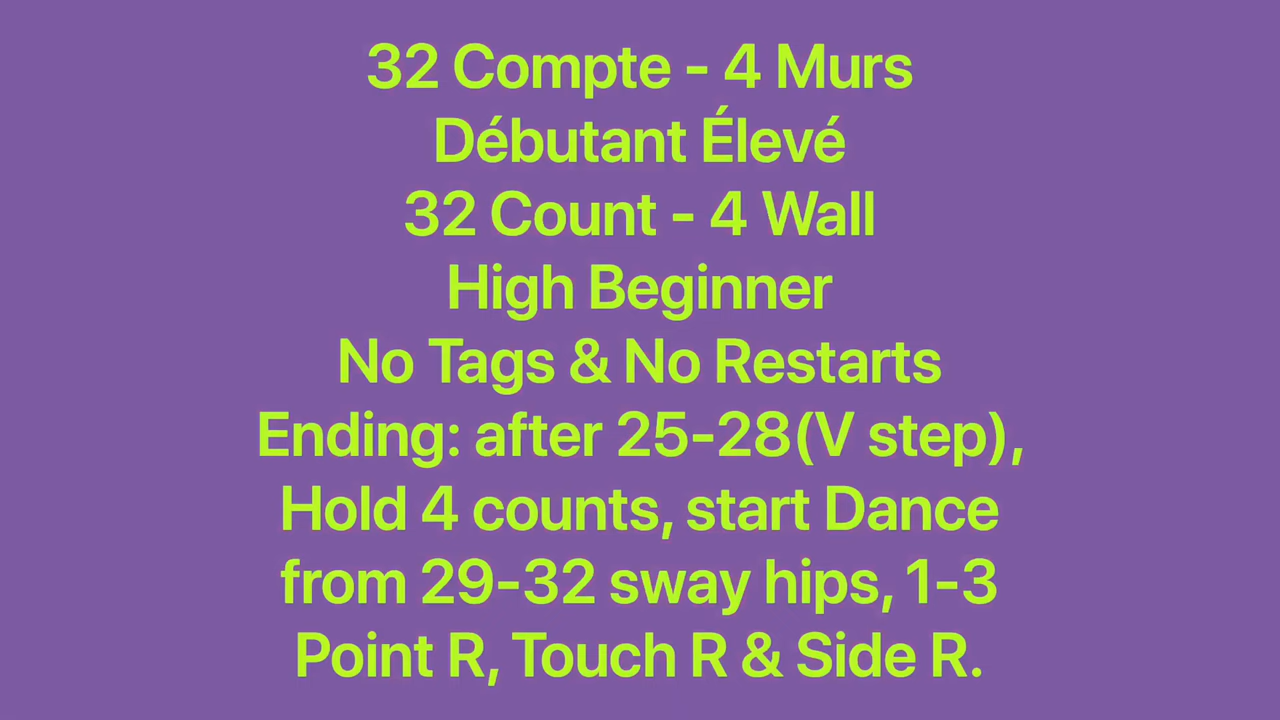 32 Compte - 4 Murs
Débutant Élevé
32 Count - 4 Wall
High Beginner
No Tags & No Restarts
Ending: after 25-28(V step),
Hold 4 counts, start Dance
from 29-32 sway hips, 1-3
Point R, Touch R & Side R.